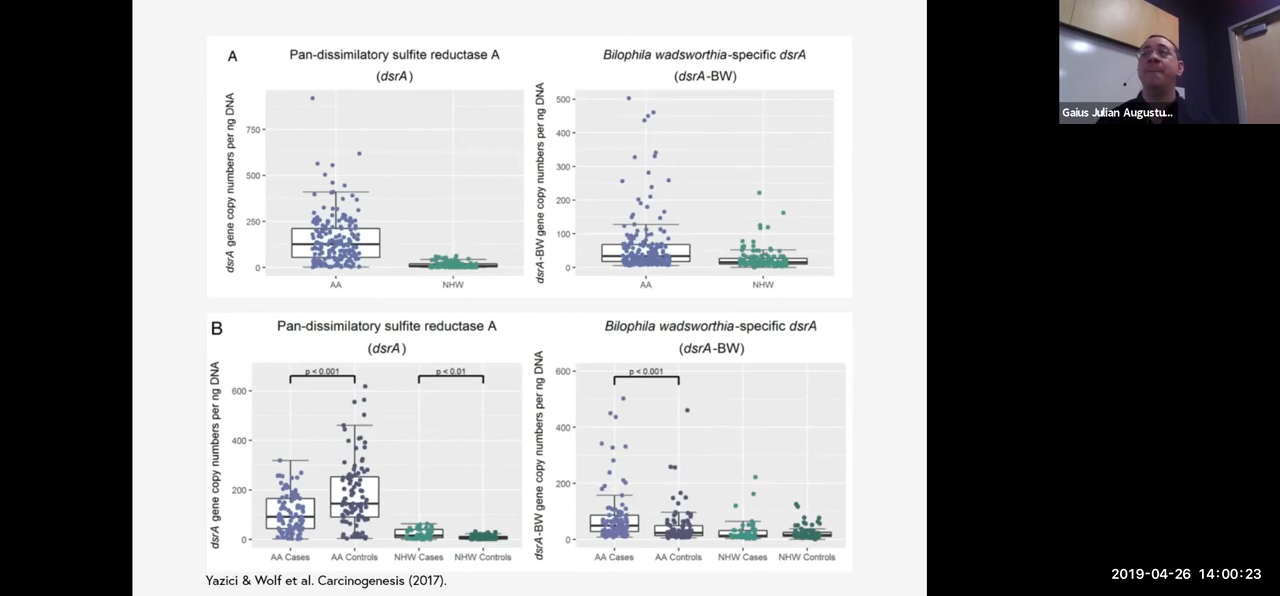 A
Pan-dissimilatory sulfite reductase A
(dsrA)
dsrA gene copy numbers per ng DNA
750
500
250
0
AA
NHW
Bilophila wadsworthia-specific dsrA
(dsrA-BW)
dsrA-BW gene copy numbers per ng DNA
500
400
300
200
100
0
AA
NHW
B
Pan-dissimilatory sulfite reductase A
(dsrA)
dsrA gene copy numbers per ng DNA
600
400
200
0
p < 0.001
p < 0.01
AA Cases
AA Controls
NHW Cases
NHW Controls
Bilophila wadsworthia-specific dsrA
(dsrA-BW)
dsrA-BW gene copy numbers per ng DNA
600
400
200
0
p < 0.001
AA Cases
AA Controls
NHW Cases
NHW Controls
Yazici & Wolf et al. Carcinogenesis (2017).
Gaius Julian Augustu...
2019-04-26 14:00:23